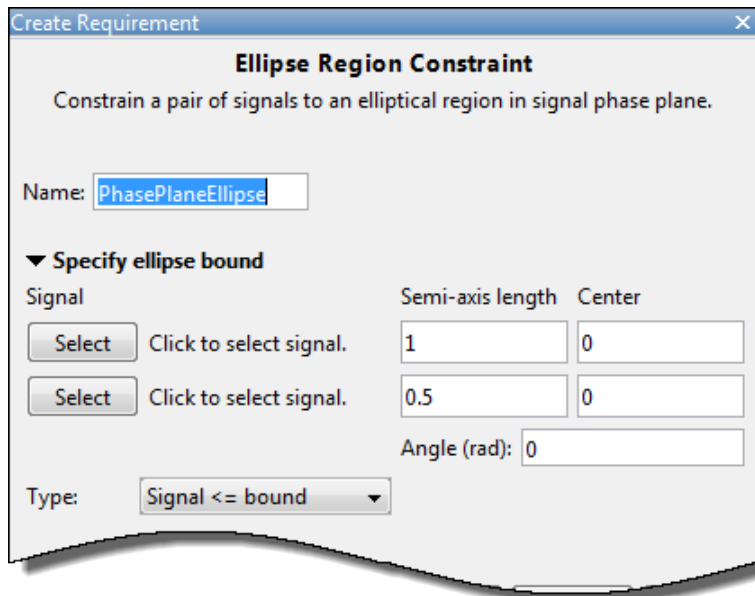 Create Requirement ×
Ellipse Region Constraint
Constrain a pair of signals to an elliptical region in signal phase plane.
Name: PhasePlaneEllipse
Specify ellipse bound
Signal Semi-axis length Center
Select Click to select signal. 1 0
Select Click to select signal. 0.5 0
Angle (rad): 0
Type: Signal <= bound